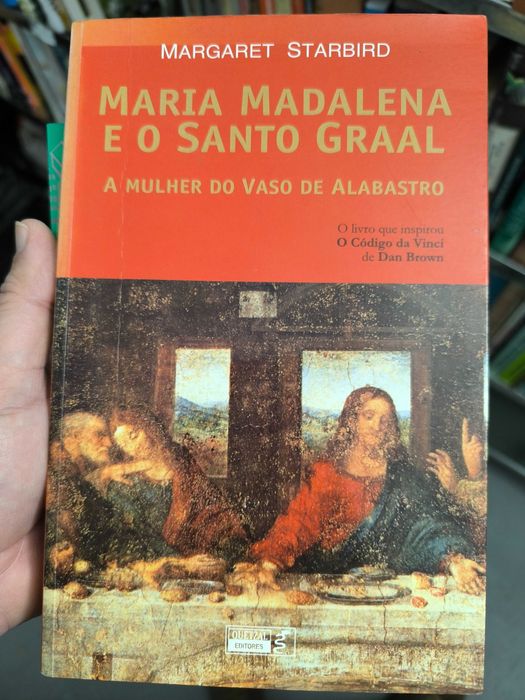 MARGARET STARBIRD
MARIA MADALENA
E O SANTO GRAAL
A MULHER DO VASO DE ALABASTRO
O livro que inspirou
O Código da Vinci
de Dan Brown
QUETZAL
EDITORES